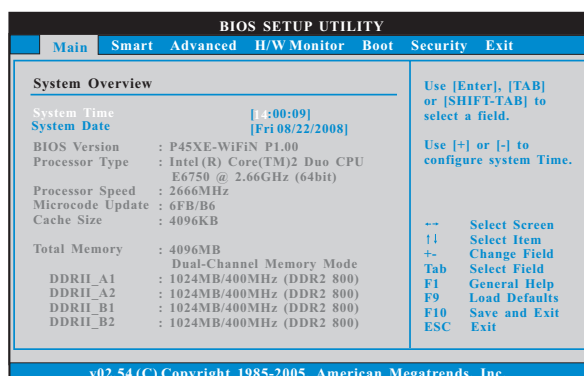 BIOS SETUP UTILITY
Main Smart Advanced H/W Monitor Boot Security Exit
System Overview
System Time [14:00:09]
System Date [Fri 08/22/2008]
BIOS Version : P45XE-WiFiN P1.00
Processor Type : Intel (R) Core(TM)2 Duo CPU
E6750 @ 2.66GHz (64bit)
Processor Speed : 2666MHz
Microcode Update : 6FB/B6
Cache Size : 4096KB
Total Memory : 4096MB
Dual-Channel Memory Mode
DDRII_A1 : 1024MB/400MHz (DDR2 800)
DDRII_A2 : 1024MB/400MHz (DDR2 800)
DDRII_B1 : 1024MB/400MHz (DDR2 800)
DDRII_B2 : 1024MB/400MHz (DDR2 800)
Use [Enter], [TAB]
or [SHIFT-TAB] to
select a field.
Use [+] or [-] to
configure system Time.
←→ Select Screen
↑↓ Select Item
+- Change Field
Tab Select Field
F1 General Help
F9 Load Defaults
F10 Save and Exit
ESC Exit
v02.54 (C) Copyright 1985-2005, American Megatrends, Inc.